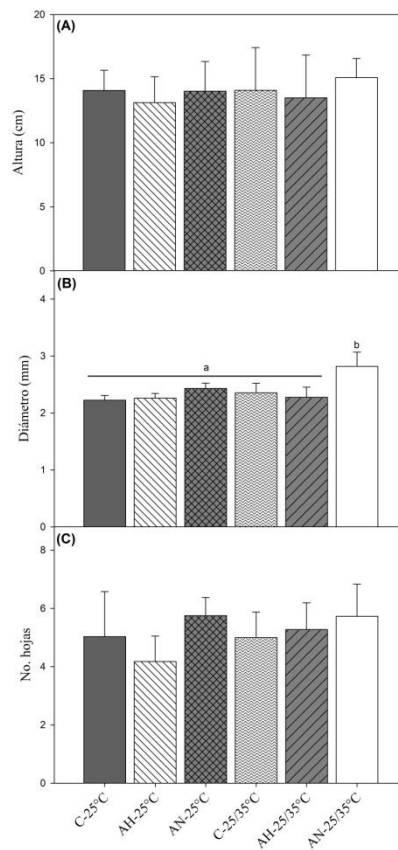 (A)
20
15
10
5
0
Altura (cm)
(B)
4
3
2
1
0
Diámetro (mm)
a
b
(C)
8
6
4
2
0
No. hojas
C-25°C
AH-25°C
AN-25°C
C-25/35°C
AH-25/35°C
AN-25/35°C